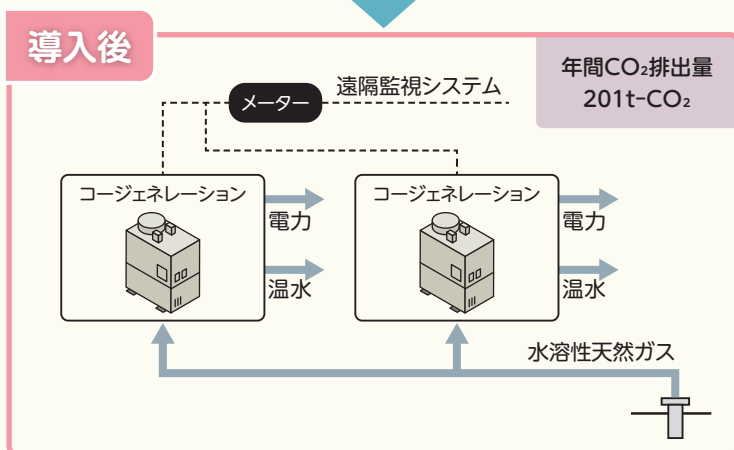 導入後
年間CO₂排出量
201t-CO₂
遠隔監視システム
メーター
コージェネレーション
電力
温水
コージェネレーション
電力
温水
水溶性天然ガス